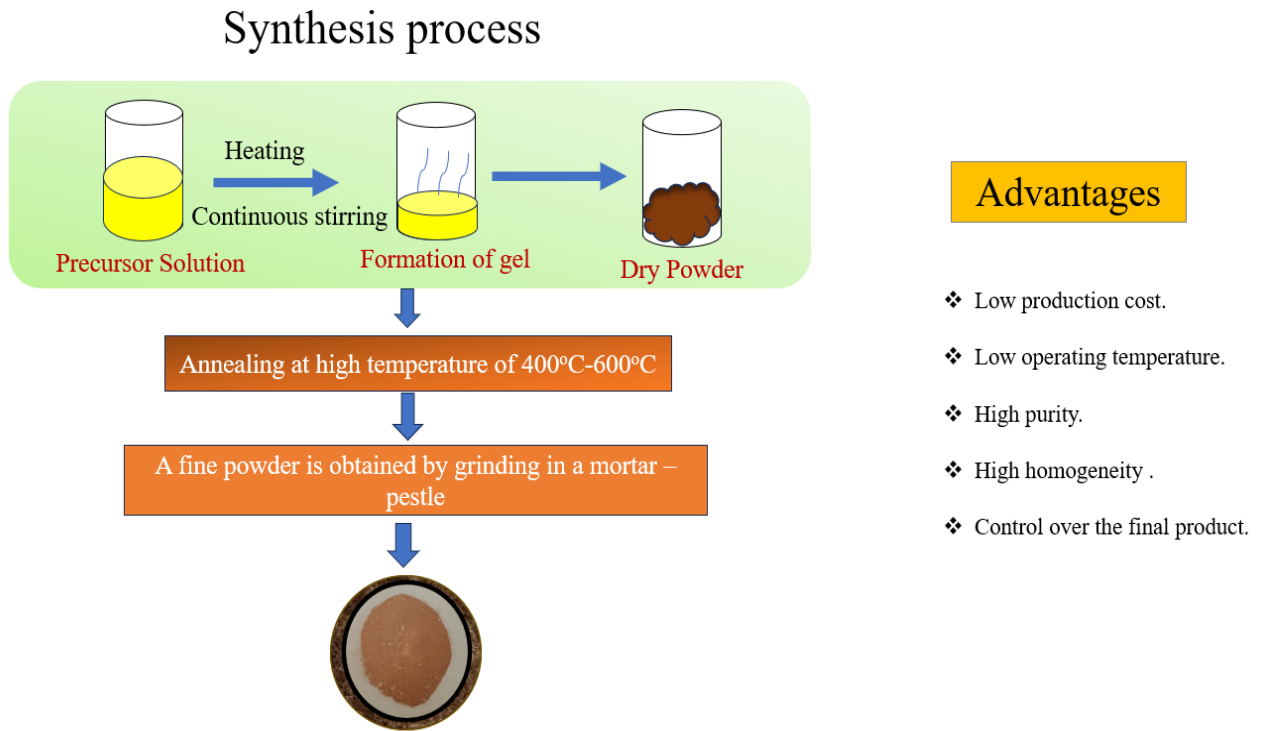 Synthesis process
Heating
Continuous stirring
Precursor Solution
Formation of gel
Dry Powder
Annealing at high temperature of 400⁰C-600⁰C
A fine powder is obtained by grinding in a mortar –
pestle
Advantages
❖ Low production cost.
❖ Low operating temperature.
❖ High purity.
❖ High homogeneity .
❖ Control over the final product.